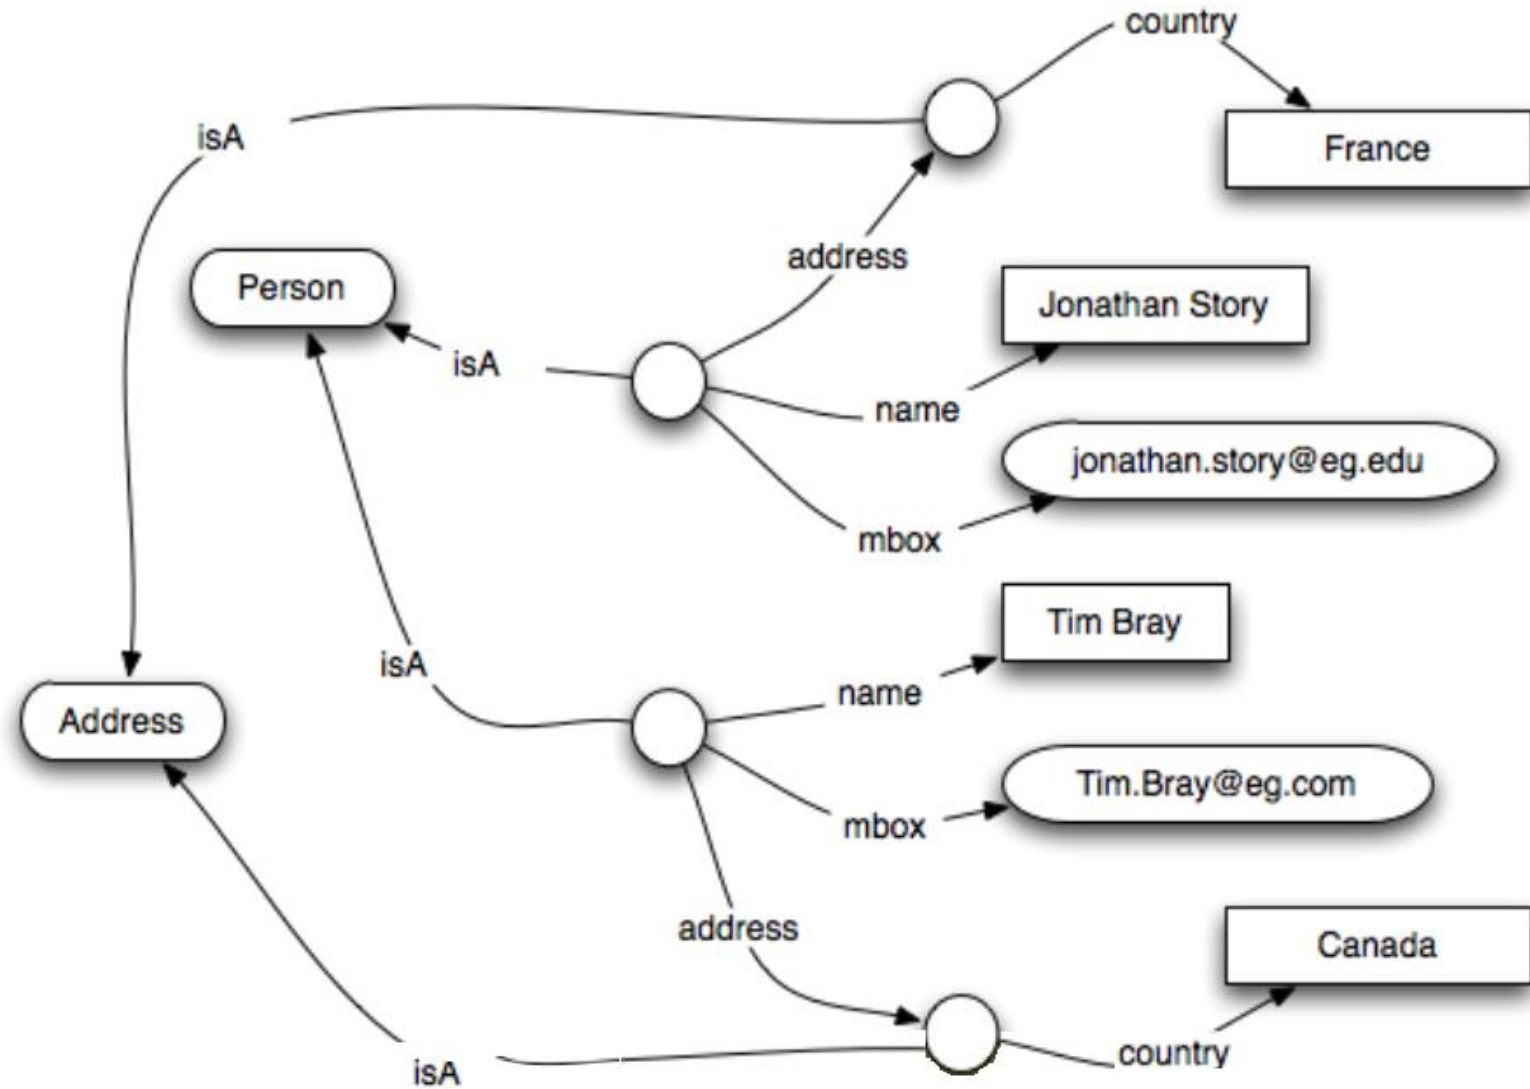 country
isA
France
address
Person
Jonathan Story
isA
name
jonathan.story@eg.edu
mbox
Tim Bray
isA
name
Address
Tim.Bray@eg.com
mbox
address
Canada
country
isA